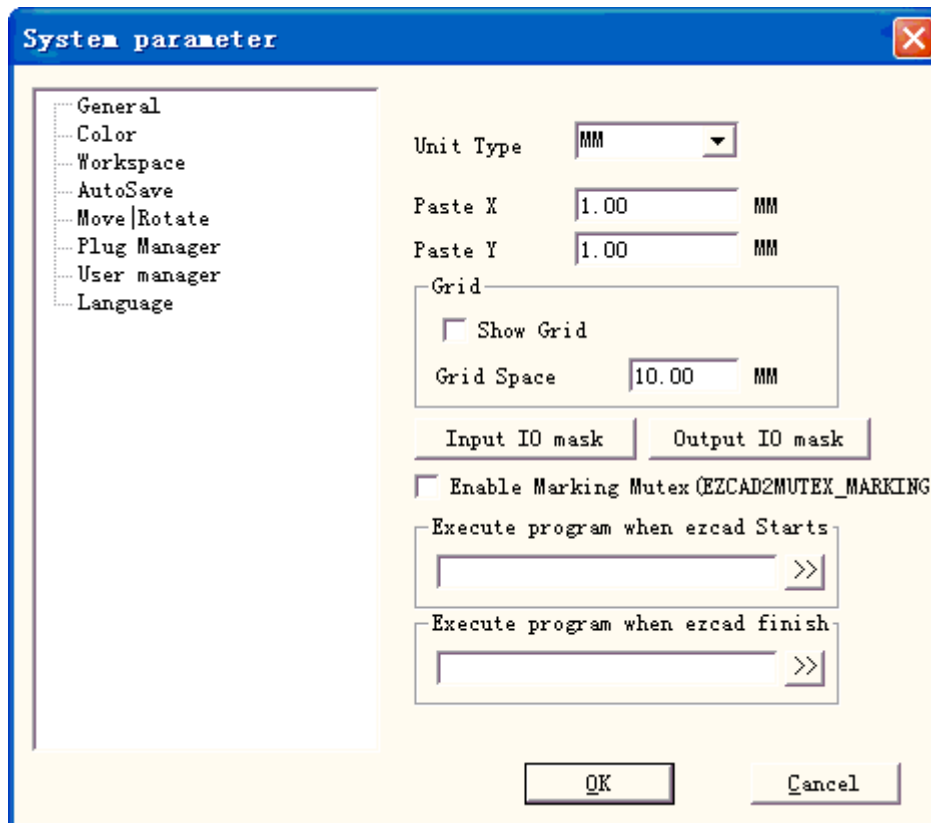 System parameter
General
Color
Workspace
AutoSave
Move|Rotate
Plug Manager
User manager
Language
Unit Type MM
Paste X 1.00 MM
Paste Y 1.00 MM
Grid
Show Grid
Grid Space 10.00 MM
Input IO mask Output IO mask
Enable Marking Mutex(EZCAD2MUTEX_MARKING
Execute program when ezcad Starts
>>
Execute program when ezcad finish
>>
OK Cancel